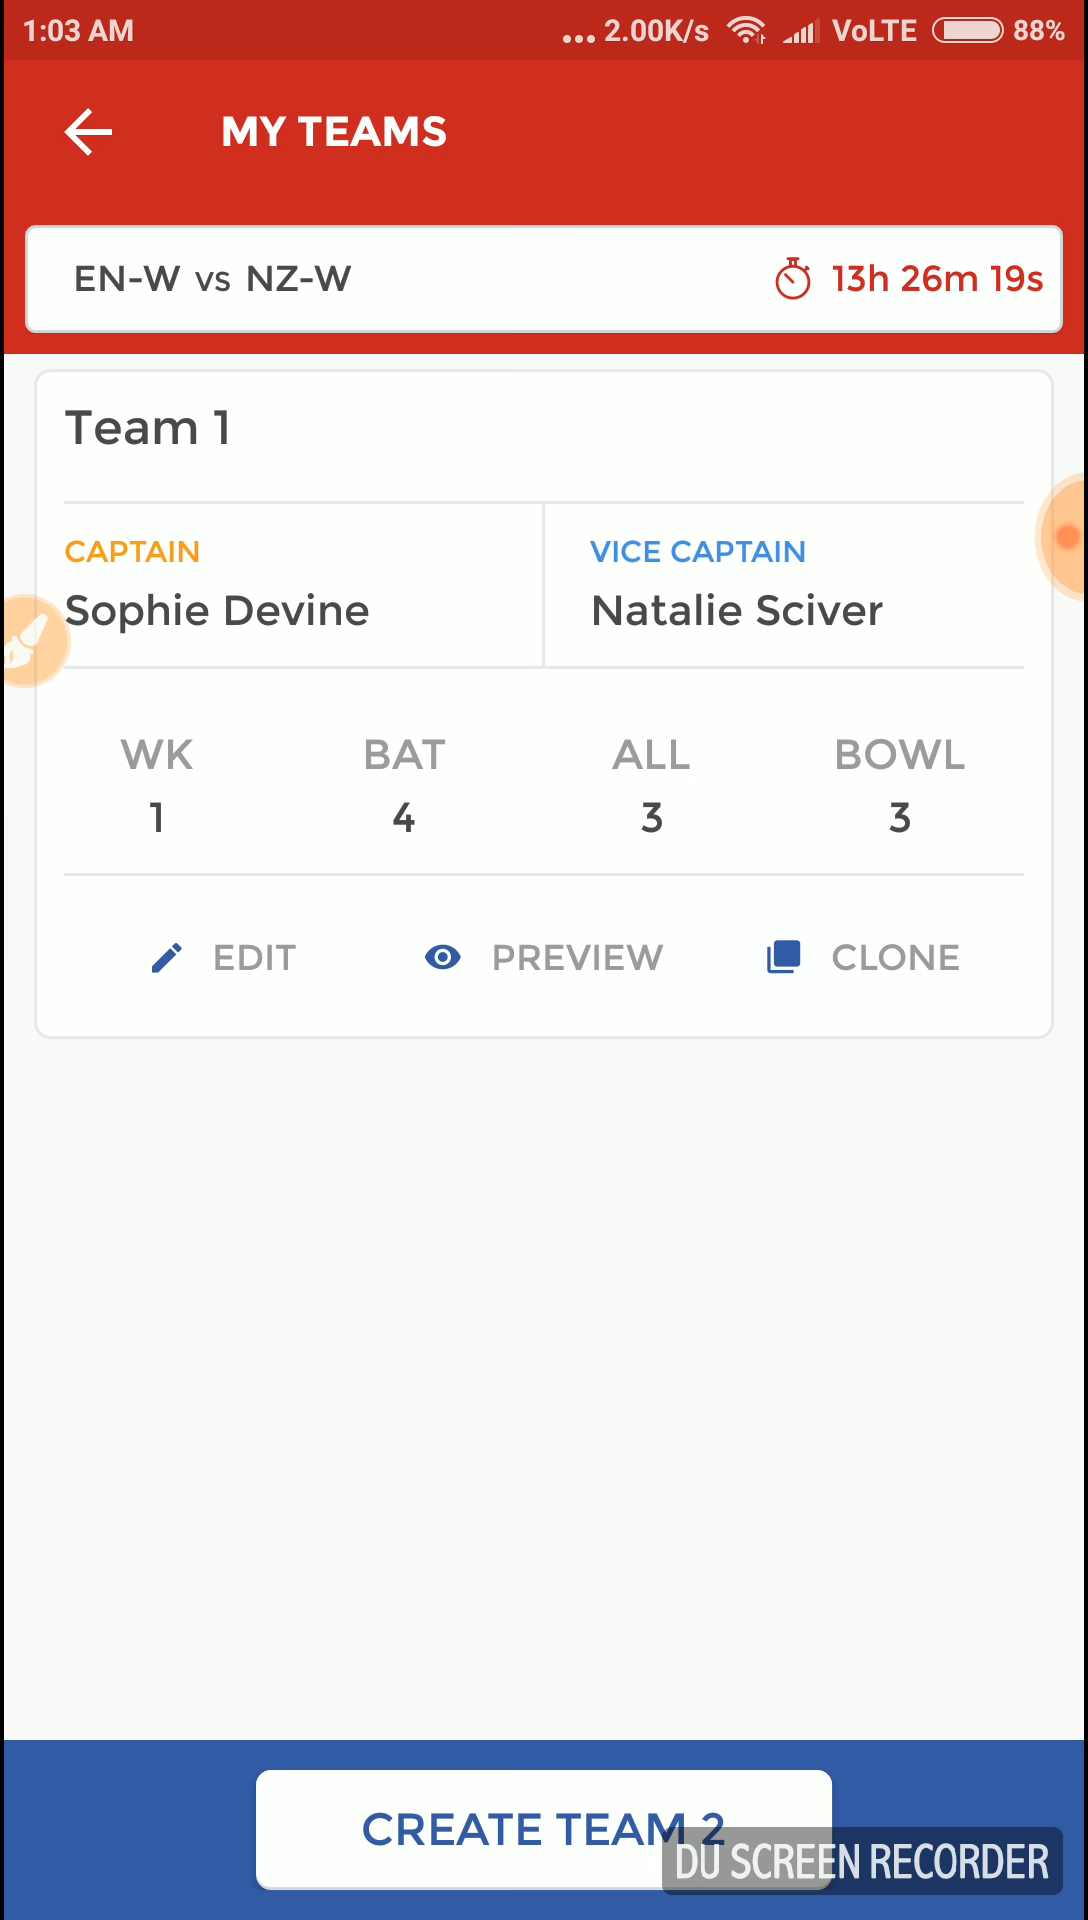 1:03 AM ... 2.00K/s VoLTE 88%
MY TEAMS
EN-W vs NZ-W 13h 26m 19s
Team 1
CAPTAIN VICE CAPTAIN
Sophie Devine Natalie Sciver
WK BAT ALL BOWL
1 4 3 3
EDIT PREVIEW CLONE
CREATE TEAM 2
DU SCREEN RECORDER